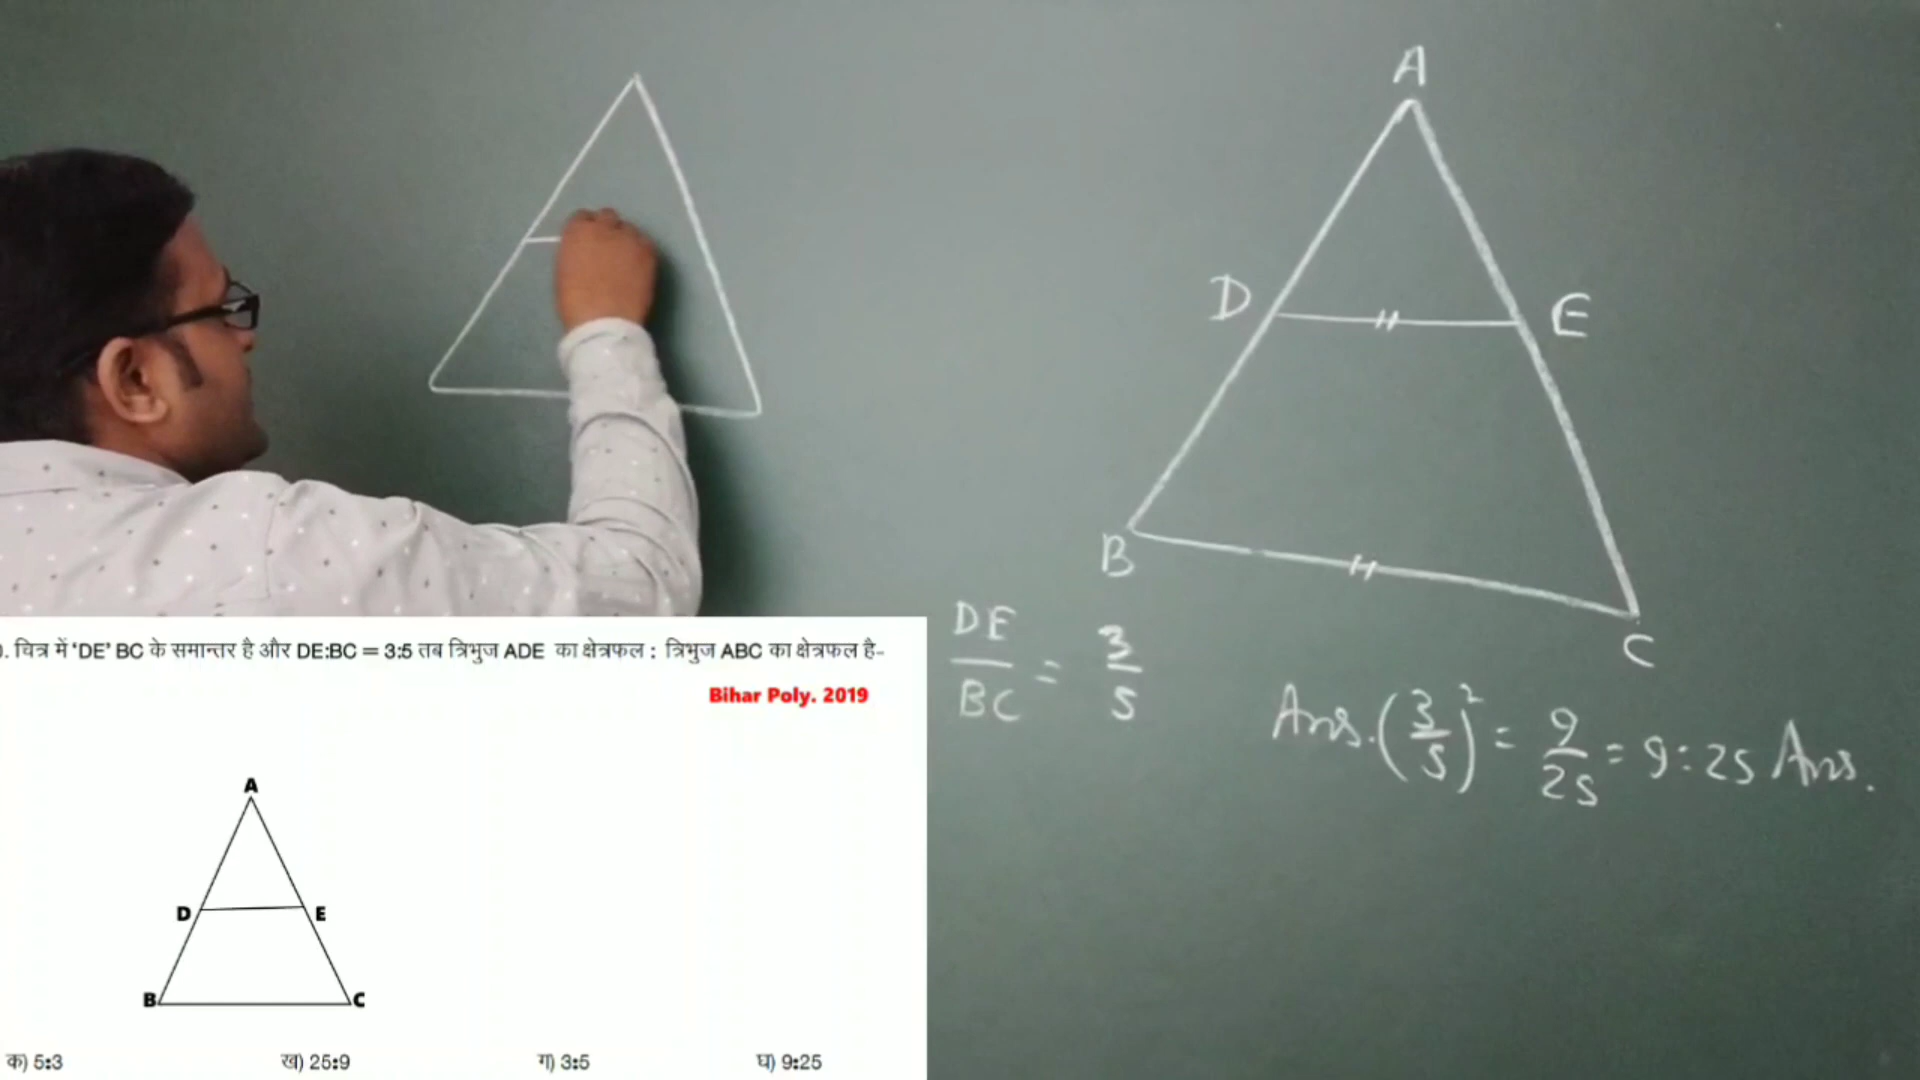 A
D E
B
C
DE/BC = 3/5
Ans. (3/5)² = 9/25 = 9:25 Ans.
. चित्र में 'DE' BC के समान्तर है और DE:BC = 3:5 तब त्रिभुज ADE का क्षेत्रफल : त्रिभुज ABC का क्षेत्रफल है-
Bihar Poly. 2019
A
D E
B C
क) 5:3 ख) 25:9 ग) 3:5 घ) 9:25